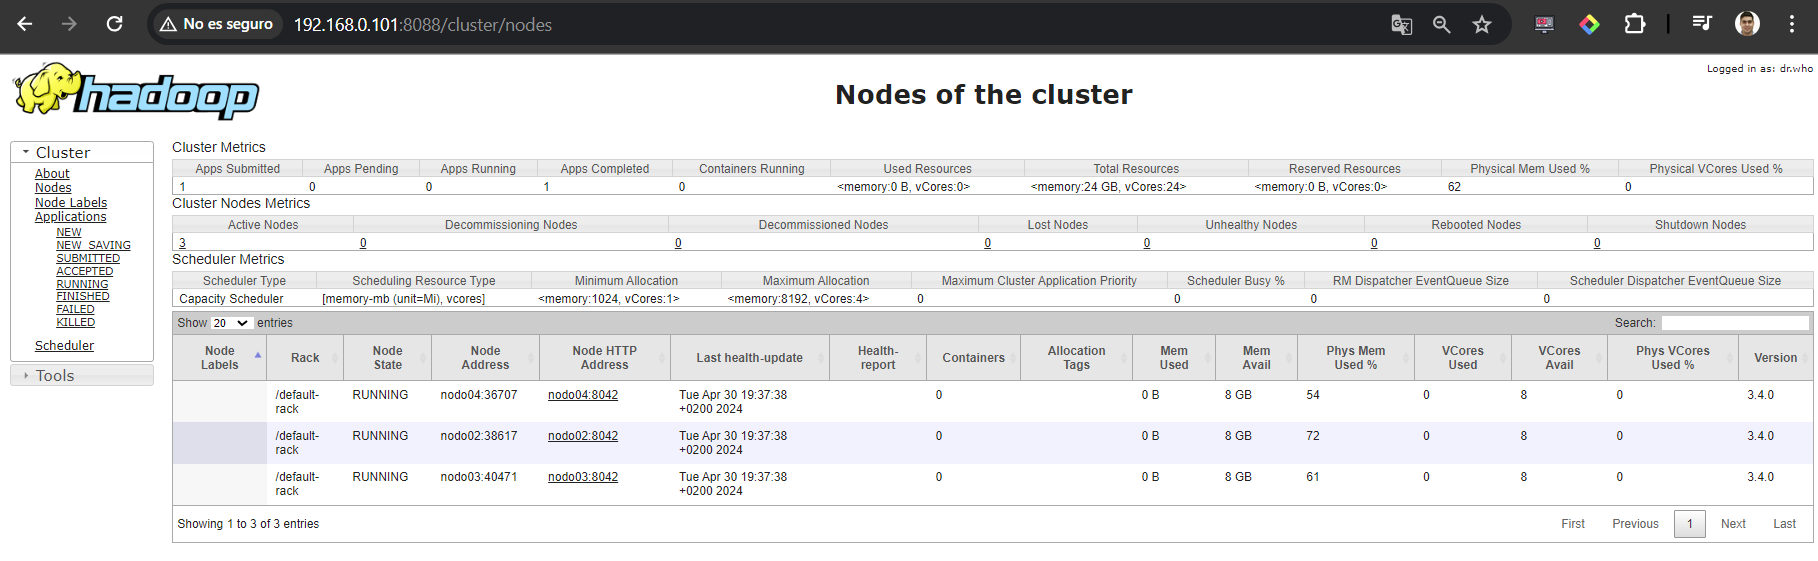 No es seguro
192.168.0.101:8088/cluster/nodes
hadoop
Nodes of the cluster
Logged in as: dr.who
Cluster
About
Nodes
Node Labels
Applications
NEW
NEW_SAVING
SUBMITTED
ACCEPTED
RUNNING
FINISHED
FAILED
KILLED
Scheduler
Tools
Cluster Metrics
Apps Submitted Apps Pending Apps Running Apps Completed Containers Running Used Resources Total Resources Reserved Resources Physical Mem Used % Physical VCores Used %
1 0 0 1 0 <memory:0 B, vCores:0> <memory:24 GB, vCores:24> <memory:0 B, vCores:0> 62 0
Cluster Nodes Metrics
Active Nodes Decommissioning Nodes Decommissioned Nodes Lost Nodes Unhealthy Nodes Rebooted Nodes Shutdown Nodes
3 0 0 0 0 0 0
Scheduler Metrics
Scheduler Type Scheduling Resource Type Minimum Allocation Maximum Allocation Maximum Cluster Application Priority Scheduler Busy % RM Dispatcher EventQueue Size Scheduler Dispatcher EventQueue Size
Capacity Scheduler [memory-mb (unit=Mi), vcores] <memory:1024, vCores:1> <memory:8192, vCores:4> 0 0 0 0
Show 20 entries Search:
Node Labels Rack Node State Node Address Node HTTP Address Last health-update Health-report Containers Allocation Tags Mem Used Mem Avail Phys Mem Used % VCores Used VCores Avail Phys VCores Used % Version
/default-rack RUNNING nodo04:36707 nodo04:8042 Tue Apr 30 19:37:38 +0200 2024 0 0 B 8 GB 54 0 8 0 3.4.0
/default-rack RUNNING nodo02:38617 nodo02:8042 Tue Apr 30 19:37:38 +0200 2024 0 0 B 8 GB 72 0 8 0 3.4.0
/default-rack RUNNING nodo03:40471 nodo03:8042 Tue Apr 30 19:37:38 +0200 2024 0 0 B 8 GB 61 0 8 0 3.4.0
Showing 1 to 3 of 3 entries First Previous 1 Next Last